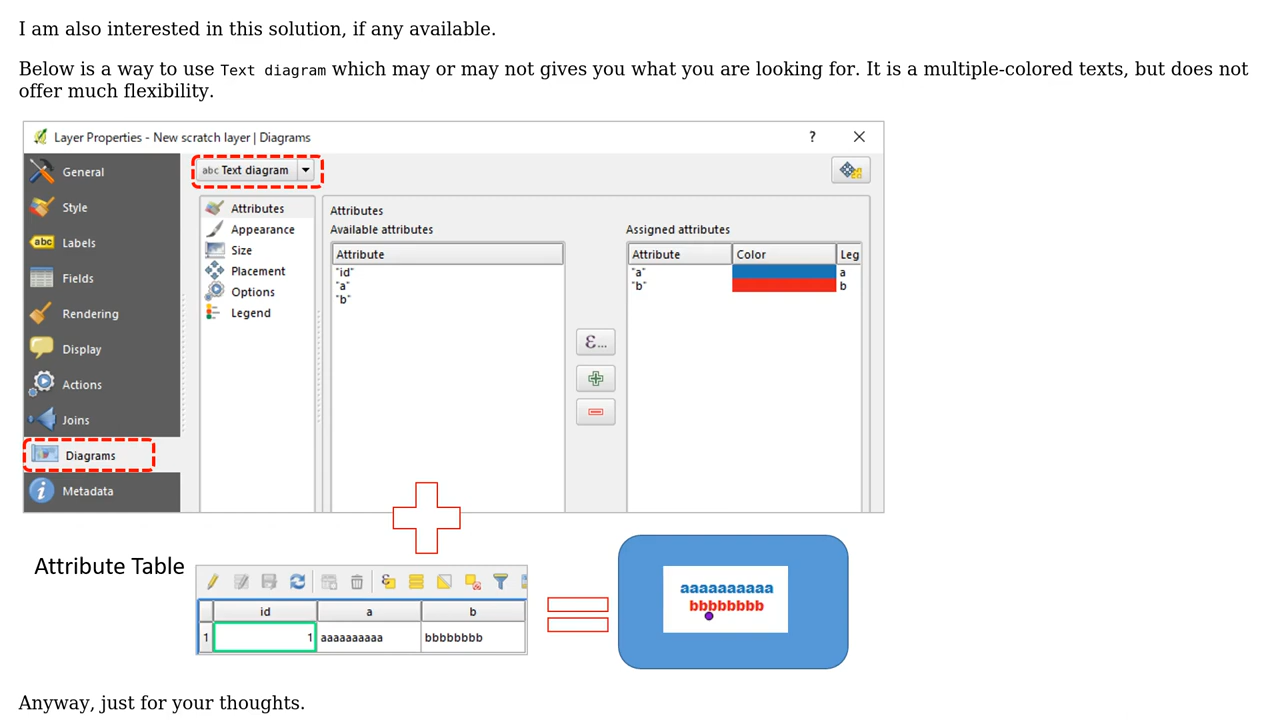 I am also interested in this solution, if any available.
Below is a way to use Text diagram which may or may not gives you what you are looking for. It is a multiple-colored texts, but does not
offer much flexibility.
Layer Properties - New scratch layer | Diagrams ?
General
Style
abc Labels
Fields
Rendering
Display
Actions
Joins
Diagrams
Metadata
abc Text diagram
Attributes
Appearance
Size
Placement
Options
Legend
Attributes
Available attributes
Attribute
"id"
"a"
"b"
ε...
Assigned attributes
Attribute Color Leg
"a" a
"b" b
Attribute Table
ε
id a b
1 1 aaaaaaaaaa bbbbbbbb
aaaaaaaaaa
bbbbbbbb
Anyway, just for your thoughts.